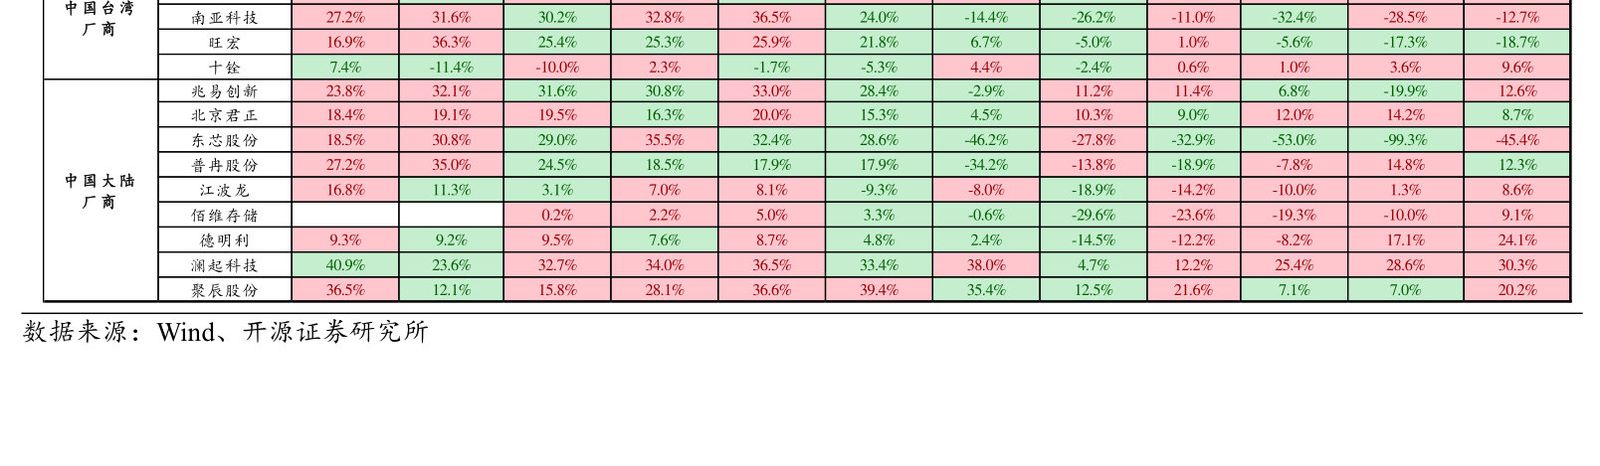 中国台湾
厂商
南亚科技 27.2% 31.6% 30.2% 32.8% 36.5% 24.0% -14.4% -26.2% -11.0% -32.4% -28.5% -12.7%
旺宏 16.9% 36.3% 25.4% 25.3% 25.9% 21.8% 6.7% -5.0% 1.0% -5.6% -17.3% -18.7%
十铨 7.4% -11.4% -10.0% 2.3% -1.7% -5.3% 4.4% -2.4% 0.6% 1.0% 3.6% 9.6%
中国大陆
厂商
兆易创新 23.8% 32.1% 31.6% 30.8% 33.0% 28.4% -2.9% 11.2% 11.4% 6.8% -19.9% 12.6%
北京君正 18.4% 19.1% 19.5% 16.3% 20.0% 15.3% 4.5% 10.3% 9.0% 12.0% 14.2% 8.7%
东芯股份 18.5% 30.8% 29.0% 35.5% 32.4% 28.6% -46.2% -27.8% -32.9% -53.0% -99.3% -45.4%
普冉股份 27.2% 35.0% 24.5% 18.5% 17.9% 17.9% -34.2% -13.8% -18.9% -7.8% 14.8% 12.3%
江波龙 16.8% 11.3% 3.1% 7.0% 8.1% -9.3% -8.0% -18.9% -14.2% -10.0% 1.3% 8.6%
佰维存储 0.2% 2.2% 5.0% 3.3% -0.6% -29.6% -23.6% -19.3% -10.0% 9.1%
德明利 9.3% 9.2% 9.5% 7.6% 8.7% 4.8% 2.4% -14.5% -12.2% -8.2% 17.1% 24.1%
澜起科技 40.9% 23.6% 32.7% 34.0% 36.5% 33.4% 38.0% 4.7% 12.2% 25.4% 28.6% 30.3%
聚辰股份 36.5% 12.1% 15.8% 28.1% 36.6% 39.4% 35.4% 12.5% 21.6% 7.1% 7.0% 20.2%
数据来源：Wind、开源证券研究所